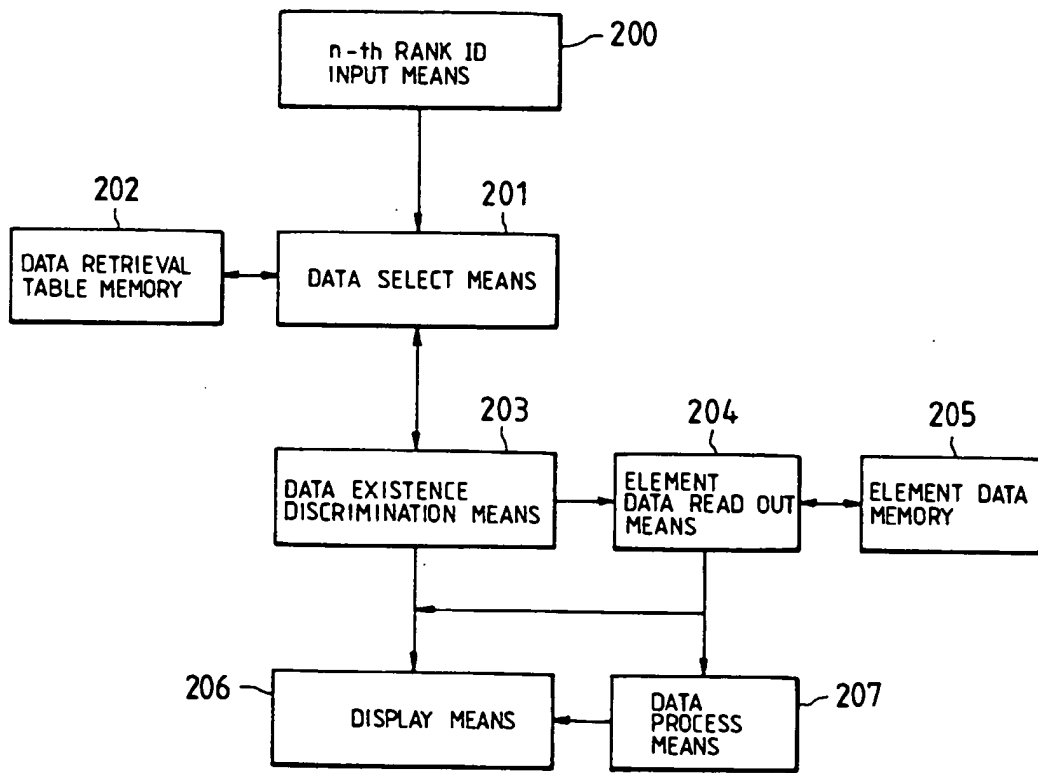 200
n-th RANK ID
INPUT MEANS
202
201
DATA RETRIEVAL
TABLE MEMORY
DATA SELECT MEANS
203
204
205
DATA EXISTENCE
DISCRIMINATION MEANS
ELEMENT
DATA READ OUT
MEANS
ELEMENT DATA
MEMORY
206
DISPLAY MEANS
DATA
PROCESS
MEANS
207